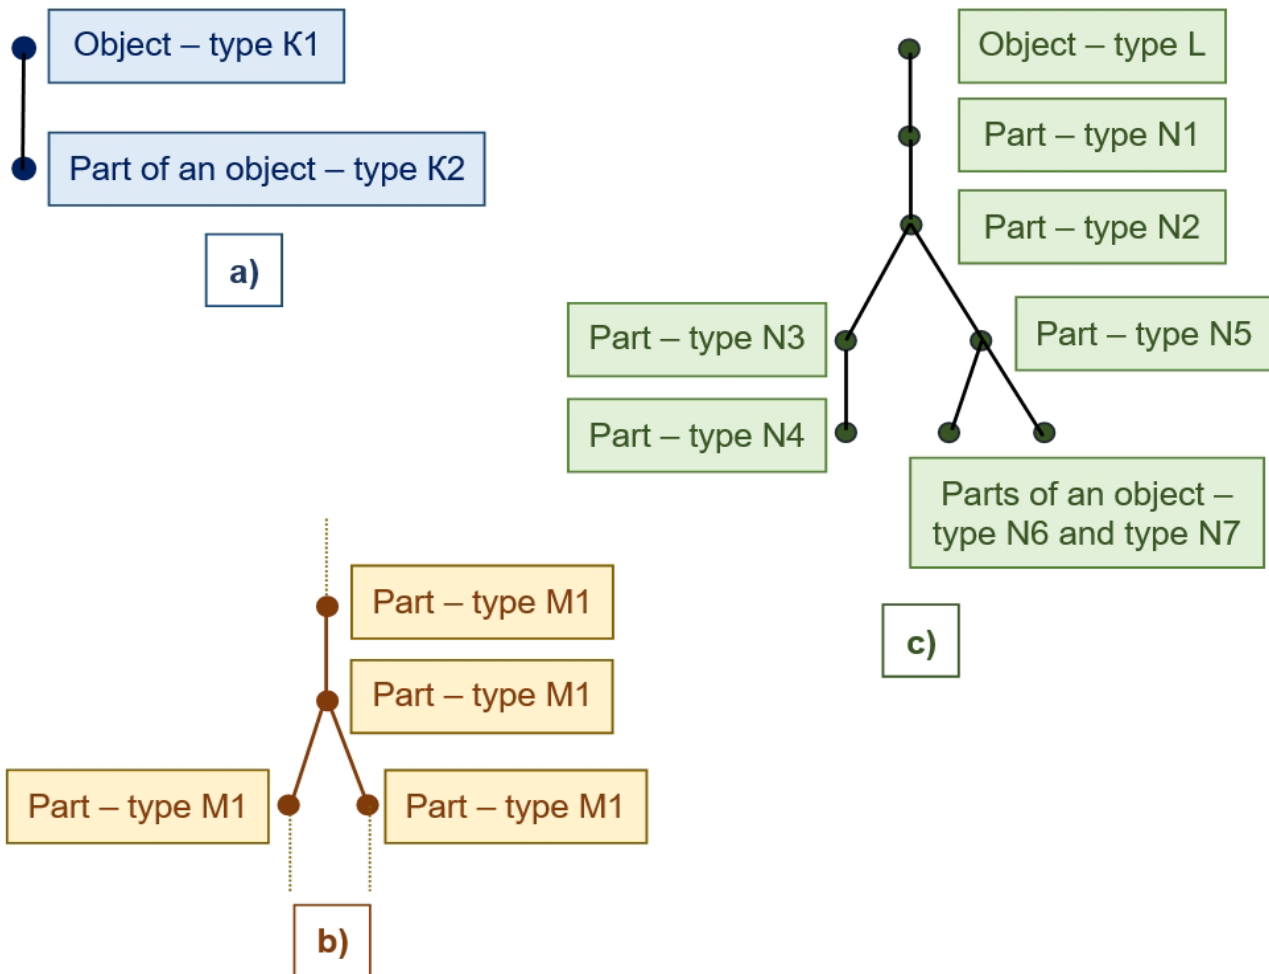 Object – type К1
Part of an object – type К2
a)
Object – type L
Part – type N1
Part – type N2
Part – type N3
Part – type N5
Part – type N4
Parts of an object –
type N6 and type N7
c)
Part – type M1
Part – type M1
Part – type M1
Part – type M1
b)